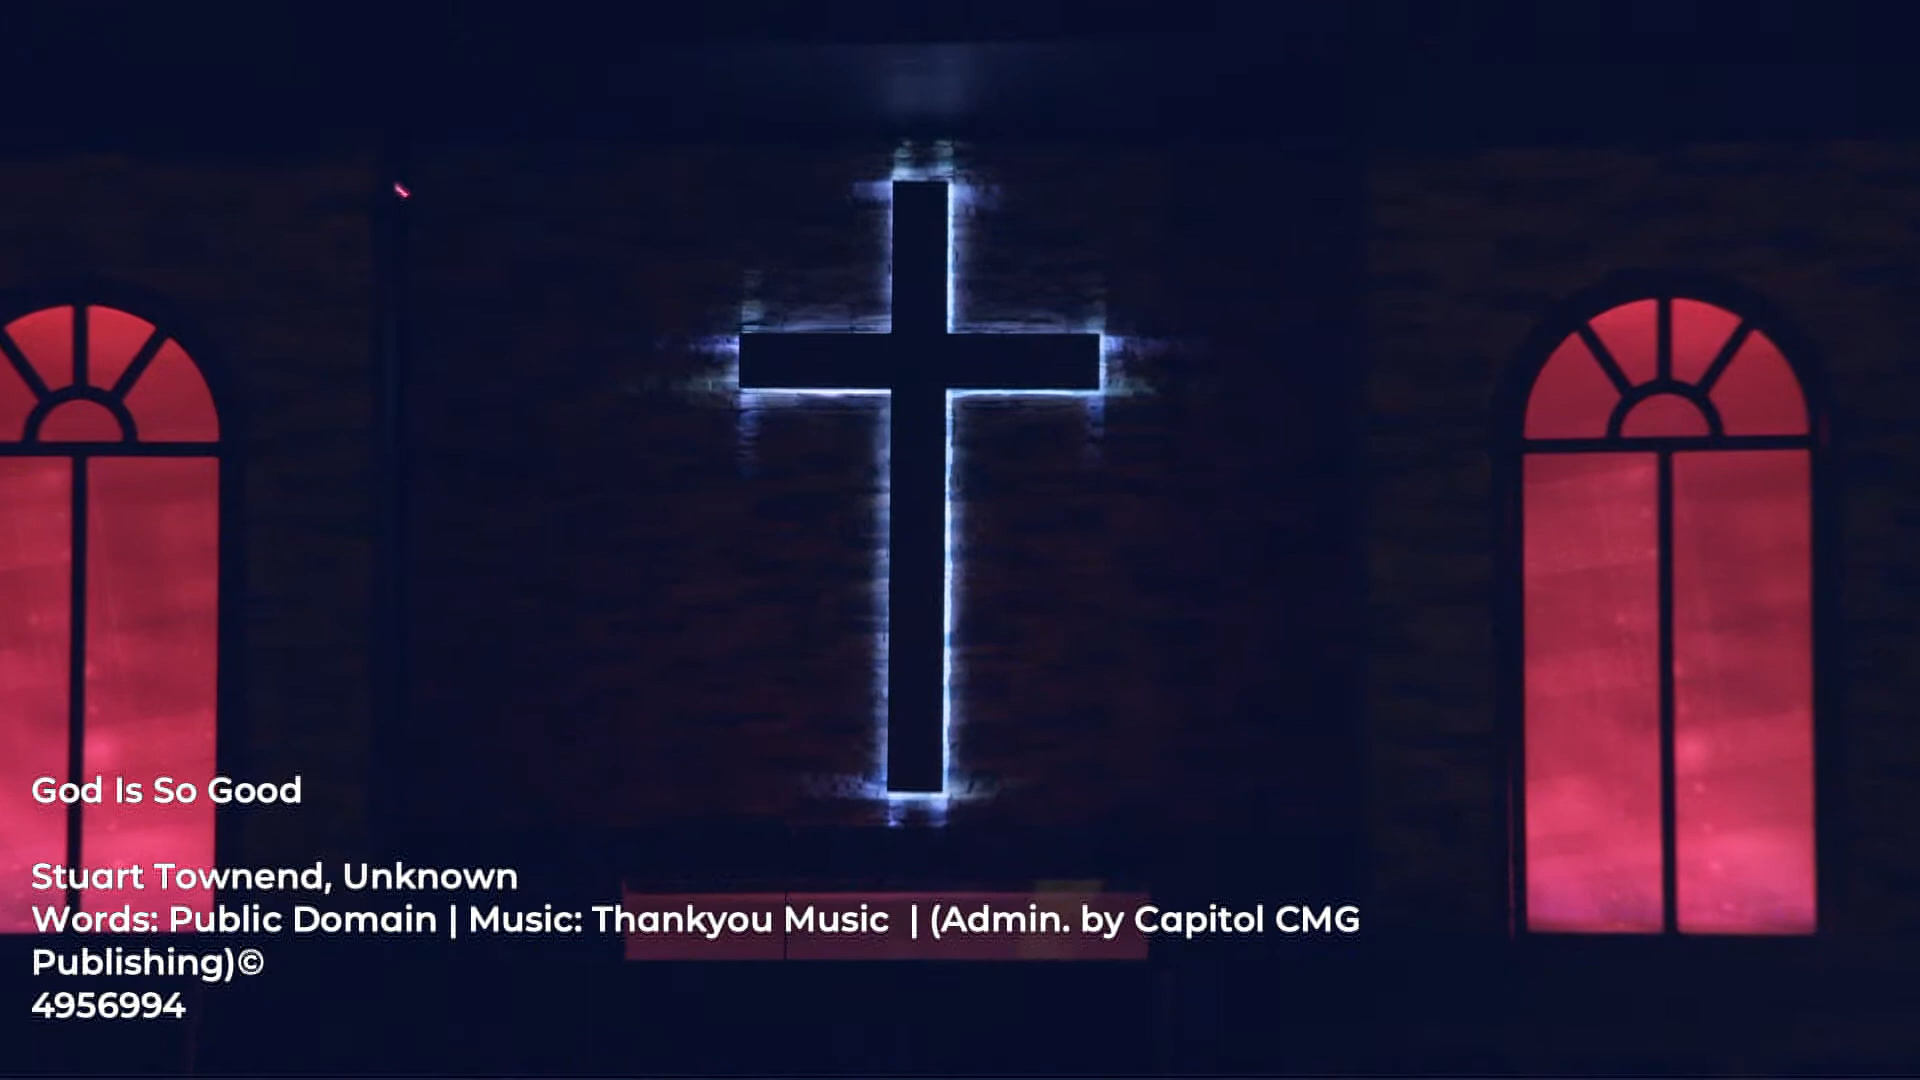 God Is So Good
Stuart Townend, Unknown
Words: Public Domain | Music: Thankyou Music  | (Admin. by Capitol CMG
Publishing)©
4956994